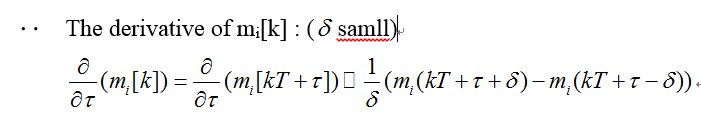 ·· The derivative of mᵢ[k] : (δ samll)
∂/∂τ (mᵢ[k]) = ∂/∂τ (mᵢ[kT + τ]) □ 1/δ (mᵢ(kT + τ + δ) − mᵢ(kT + τ − δ))